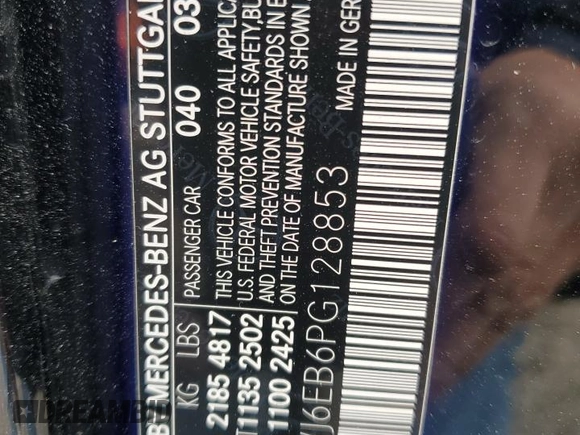 MERCEDES-BENZ AG STUTTGA
KG LBS PASSENGER CAR 040 03
2185 4817 THIS VEHICLE CONFORMS TO ALL APPLICA
1135 2502 U.S. FEDERAL MOTOR VEHICLE SAFETY, BU
1100 2425 AND THEFT PREVENTION STANDARDS IN E
ON THE DATE OF MANUFACTURE SHOWN
6EB6PG128853 MADE IN GER